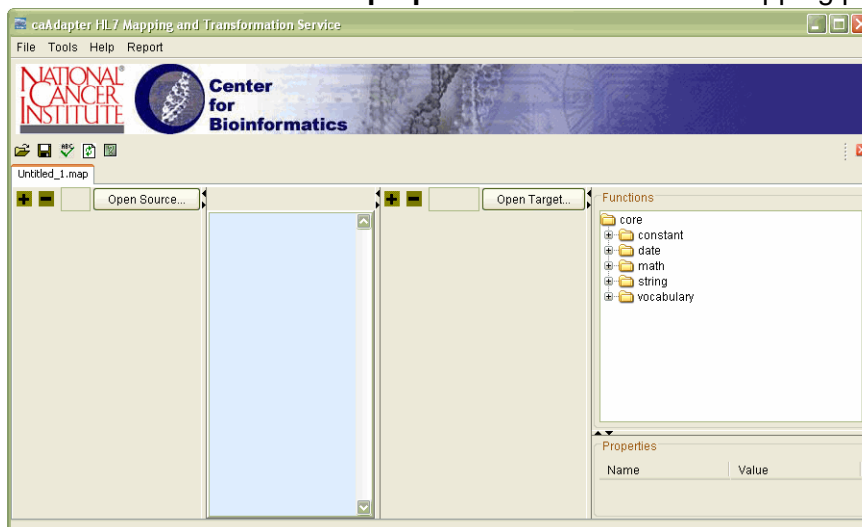 caAdapter HL7 Mapping and Transformation Service
File Tools Help Report
NATIONAL®
CANCER
INSTITUTE
Center
for
Bioinformatics
Untitled_1.map
Open Source...
Open Target...
Functions
core
constant
date
math
string
vocabulary
Properties
Name Value